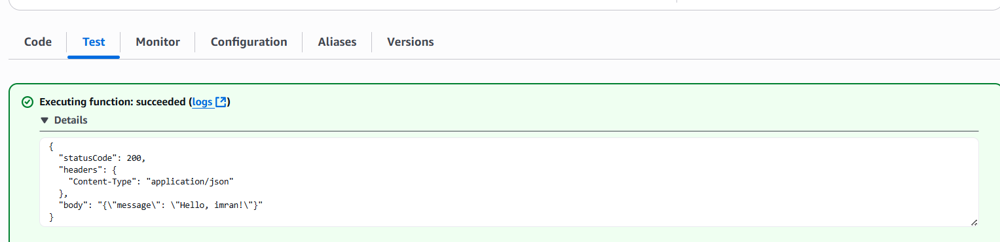 Code Test Monitor Configuration Aliases Versions
Executing function: succeeded (logs)
Details
{
  "statusCode": 200,
  "headers": {
    "Content-Type": "application/json"
  },
  "body": "{\"message\": \"Hello, imran!\"}"
}